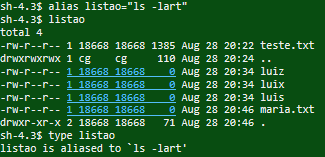 sh-4.3$ alias listao="ls -lart"
sh-4.3$ listao
total 4
-rw-r--r-- 1 18668 18668 1385 Aug 28 20:22 teste.txt
drwxrwxrwx 1 cg    cg     110 Aug 28 20:24 ..
-rw-r--r-- 1 18668 18668    0 Aug 28 20:34 luiz
-rw-r--r-- 1 18668 18668    0 Aug 28 20:34 luix
-rw-r--r-- 1 18668 18668    0 Aug 28 20:34 luis
-rw-r--r-- 1 18668 18668    0 Aug 28 20:46 maria.txt
drwxr-xr-x 2 18668 18668   71 Aug 28 20:46 .
sh-4.3$ type listao
listao is aliased to `ls -lart'